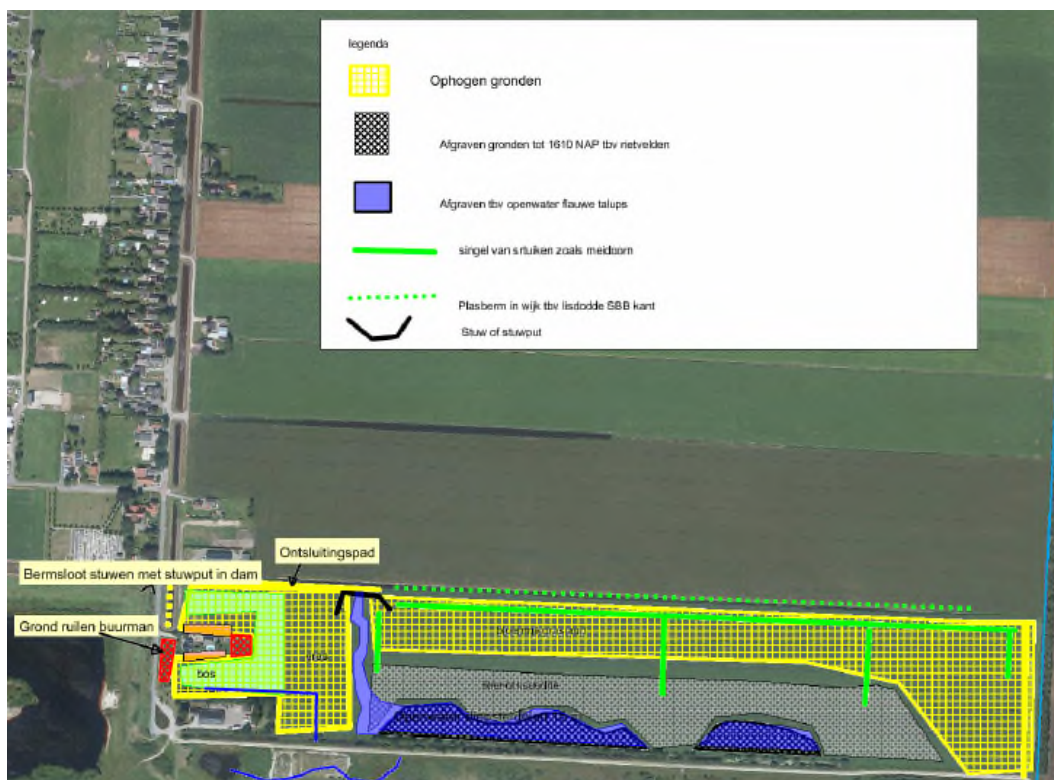 legenda
Ophogen gronden
Afgraven gronden tot 1610 NAP tbv rietvelden
Afgraven tbv openwater flauwe talups
singel van srtuiken zoals meidoorn
Plasberm in wijk tbv lisdodde SBB kant
Stuw of stuwput
Ontsluitingspad
Bermsloot stuwen met stuwput in dam
Grond ruilen buurman
bos